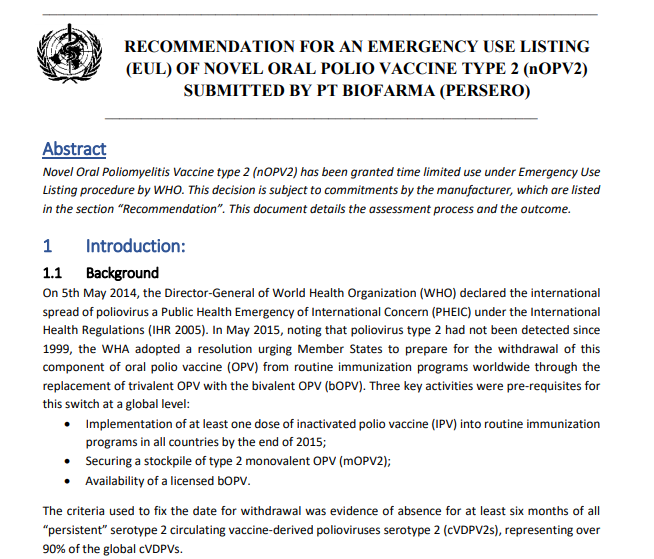 RECOMMENDATION FOR AN EMERGENCY USE LISTING
(EUL) OF NOVEL ORAL POLIO VACCINE TYPE 2 (nOPV2)
SUBMITTED BY PT BIOFARMA (PERSERO)
Abstract
Novel Oral Poliomyelitis Vaccine type 2 (nOPV2) has been granted time limited use under Emergency Use
Listing procedure by WHO. This decision is subject to commitments by the manufacturer, which are listed
in the section “Recommendation”. This document details the assessment process and the outcome.
1 Introduction:
1.1 Background
On 5th May 2014, the Director-General of World Health Organization (WHO) declared the international
spread of poliovirus a Public Health Emergency of International Concern (PHEIC) under the International
Health Regulations (IHR 2005). In May 2015, noting that poliovirus type 2 had not been detected since
1999, the WHA adopted a resolution urging Member States to prepare for the withdrawal of this
component of oral polio vaccine (OPV) from routine immunization programs worldwide through the
replacement of trivalent OPV with the bivalent OPV (bOPV). Three key activities were pre-requisites for
this switch at a global level:
• Implementation of at least one dose of inactivated polio vaccine (IPV) into routine immunization
programs in all countries by the end of 2015;
• Securing a stockpile of type 2 monovalent OPV (mOPV2);
• Availability of a licensed bOPV.
The criteria used to fix the date for withdrawal was evidence of absence for at least six months of all
“persistent” serotype 2 circulating vaccine-derived polioviruses serotype 2 (cVDPV2s), representing over
90% of the global cVDPVs.